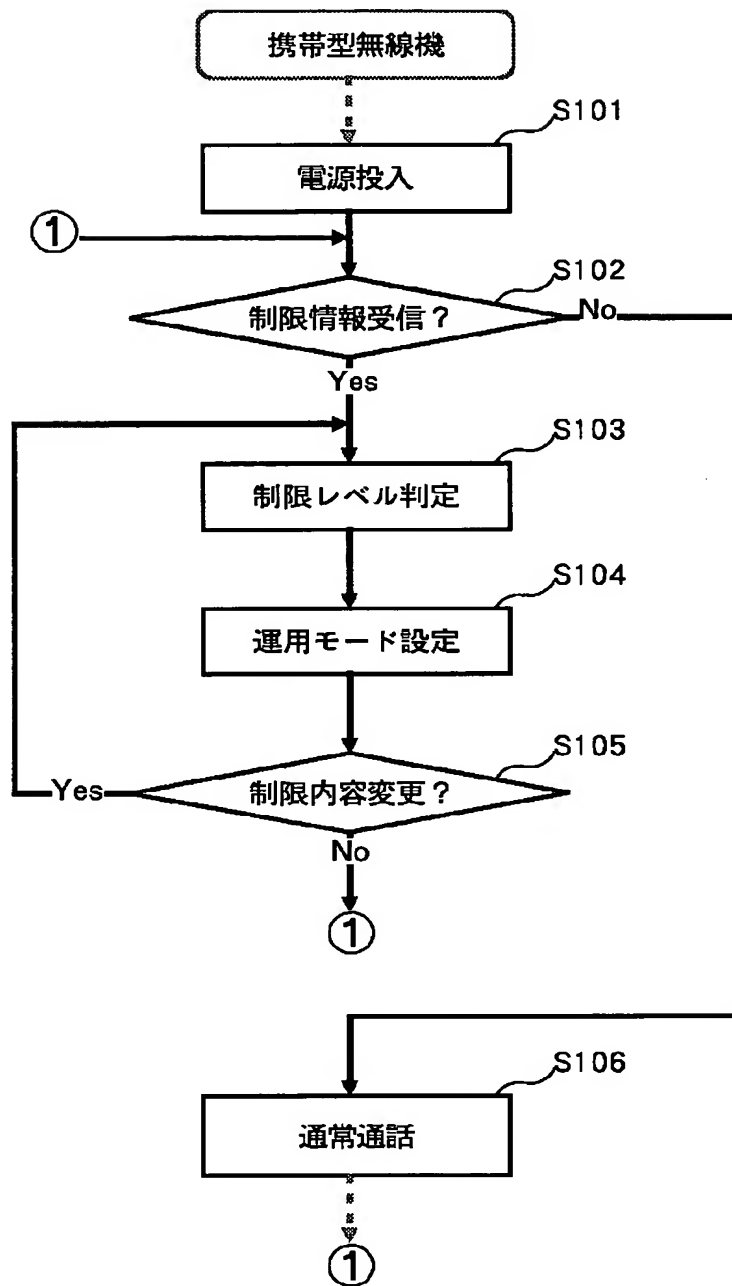 携帯型無線機
S101
電源投入
①
S102
制限情報受信？
No
Yes
S103
制限レベル判定
S104
運用モード設定
S105
制限内容変更？
Yes
No
①
S106
通常通話
①